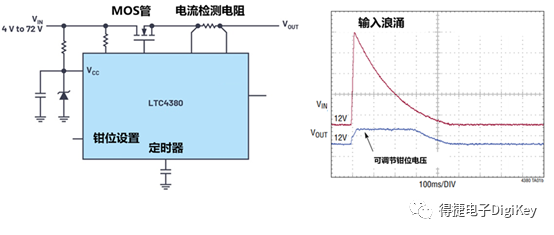 MOS管
电流检测电阻
VIN
4 V to 72 V
VOUT
VCC
LTC4380
钳位设置
定时器
输入浪涌
VIN
12V
VOUT
12V
可调节钳位电压
4380 TA01b
100ms/DIV
得捷电子DigiKey